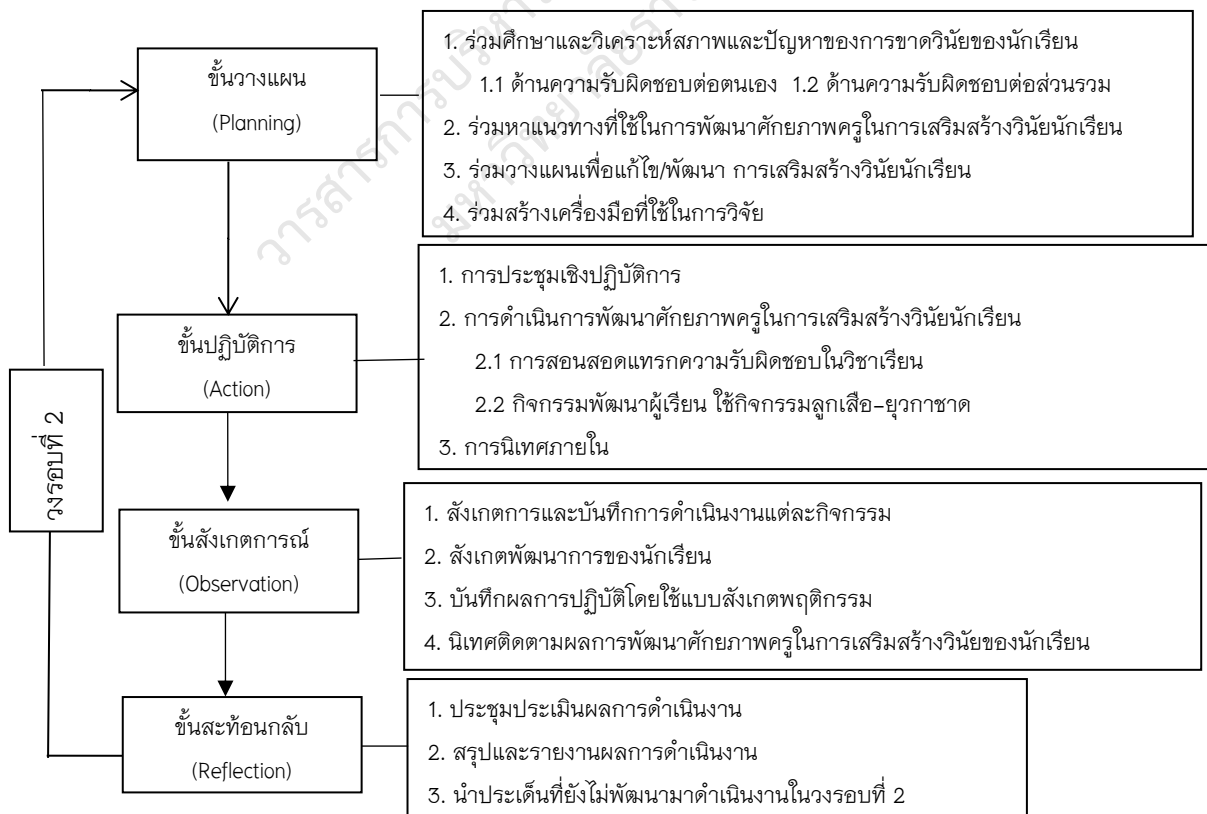 วารสารการบริหาร
มหาวิทยาลัยรา
ขั้นวางแผน
(Planning)
1. ร่วมศึกษาและวิเคราะห์สภาพและปัญหาของการขาดวินัยของนักเรียน
1.1 ด้านความรับผิดชอบต่อตนเอง 1.2 ด้านความรับผิดชอบต่อส่วนรวม
2. ร่วมหาแนวทางที่ใช้ในการพัฒนาศักยภาพครูในการเสริมสร้างวินัยนักเรียน
3. ร่วมวางแผนเพื่อแก้ไข/พัฒนา การเสริมสร้างวินัยนักเรียน
4. ร่วมสร้างเครื่องมือที่ใช้ในการวิจัย
ขั้นปฏิบัติการ
(Action)
1. การประชุมเชิงปฏิบัติการ
2. การดำเนินการพัฒนาศักยภาพครูในการเสริมสร้างวินัยนักเรียน
2.1 การสอนสอดแทรกความรับผิดชอบในวิชาเรียน
2.2 กิจกรรมพัฒนาผู้เรียน ใช้กิจกรรมลูกเสือ-ยุวกาชาด
3. การนิเทศภายใน
วงรอบที่ 2
ขั้นสังเกตการณ์
(Observation)
1. สังเกตการและบันทึกการดำเนินงานแต่ละกิจกรรม
2. สังเกตพัฒนาการของนักเรียน
3. บันทึกผลการปฏิบัติโดยใช้แบบสังเกตพฤติกรรม
4. นิเทศติดตามผลการพัฒนาศักยภาพครูในการเสริมสร้างวินัยของนักเรียน
ขั้นสะท้อนกลับ
(Reflection)
1. ประชุมประเมินผลการดำเนินงาน
2. สรุปและรายงานผลการดำเนินงาน
3. นำประเด็นที่ยังไม่พัฒนามาดำเนินงานในวงรอบที่ 2